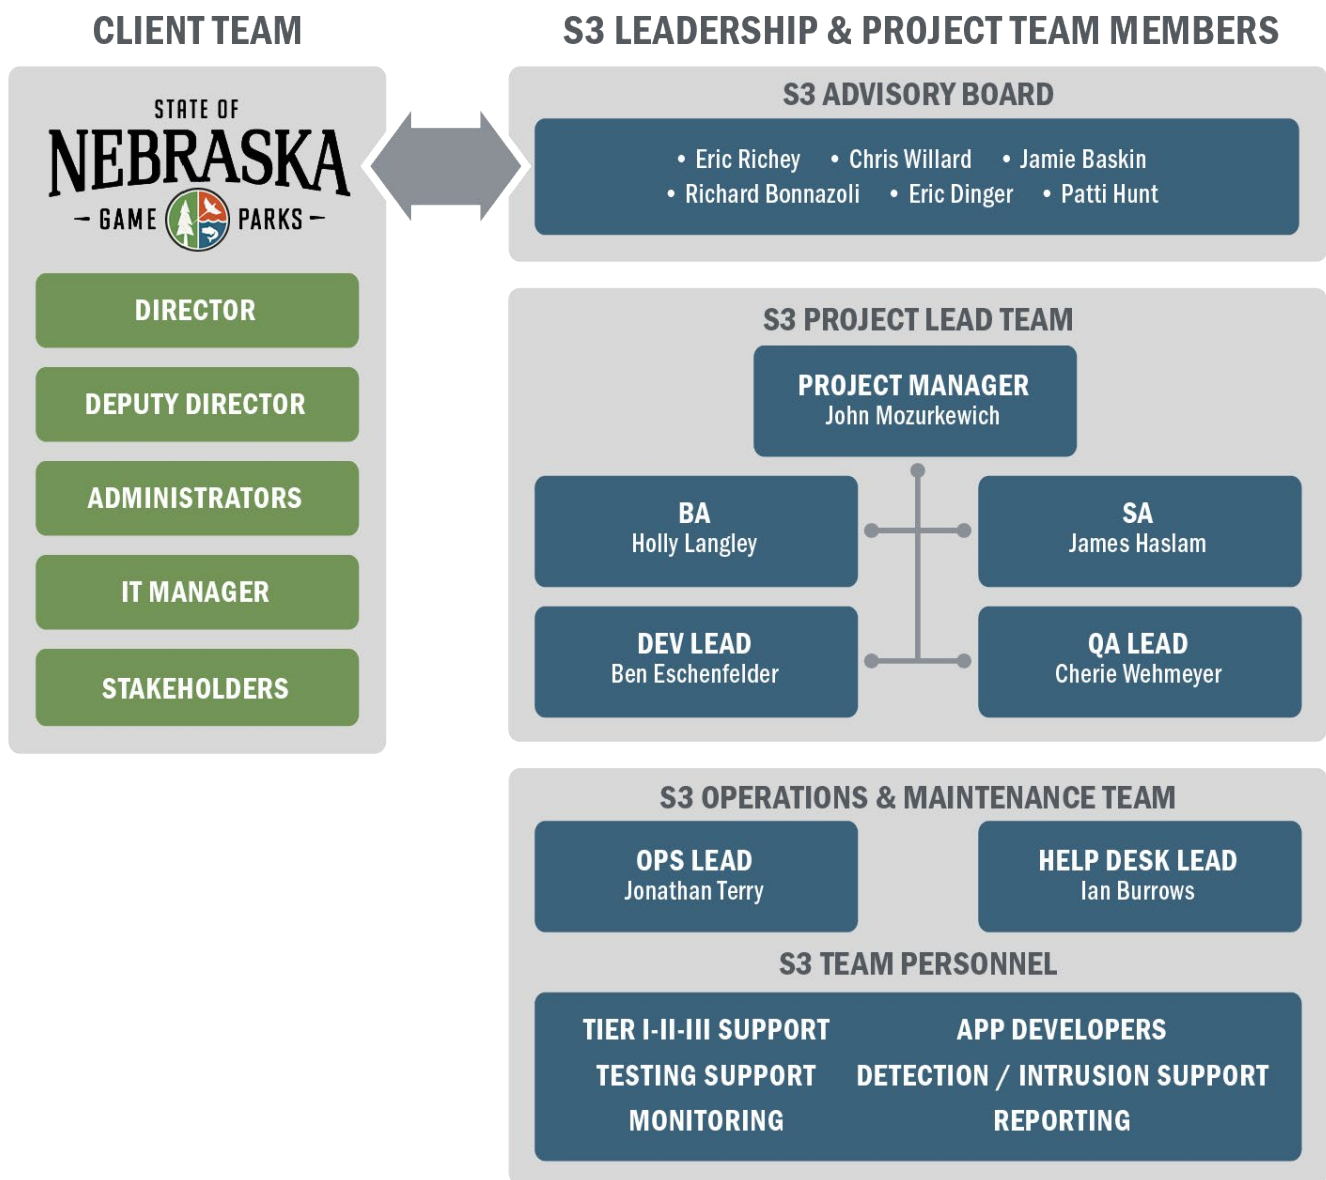 CLIENT TEAM
STATE OF
NEBRASKA
- GAME PARKS -
DIRECTOR
DEPUTY DIRECTOR
ADMINISTRATORS
IT MANAGER
STAKEHOLDERS
S3 LEADERSHIP & PROJECT TEAM MEMBERS
S3 ADVISORY BOARD
• Eric Richey • Chris Willard • Jamie Baskin
• Richard Bonnazoli • Eric Dinger • Patti Hunt
S3 PROJECT LEAD TEAM
PROJECT MANAGER
John Mozurkewich
BA
Holly Langley
SA
James Haslam
DEV LEAD
Ben Eschenfelder
QA LEAD
Cherie Wehmeyer
S3 OPERATIONS & MAINTENANCE TEAM
OPS LEAD
Jonathan Terry
HELP DESK LEAD
Ian Burrows
S3 TEAM PERSONNEL
TIER I-II-III SUPPORT
TESTING SUPPORT
MONITORING
APP DEVELOPERS
DETECTION / INTRUSION SUPPORT
REPORTING